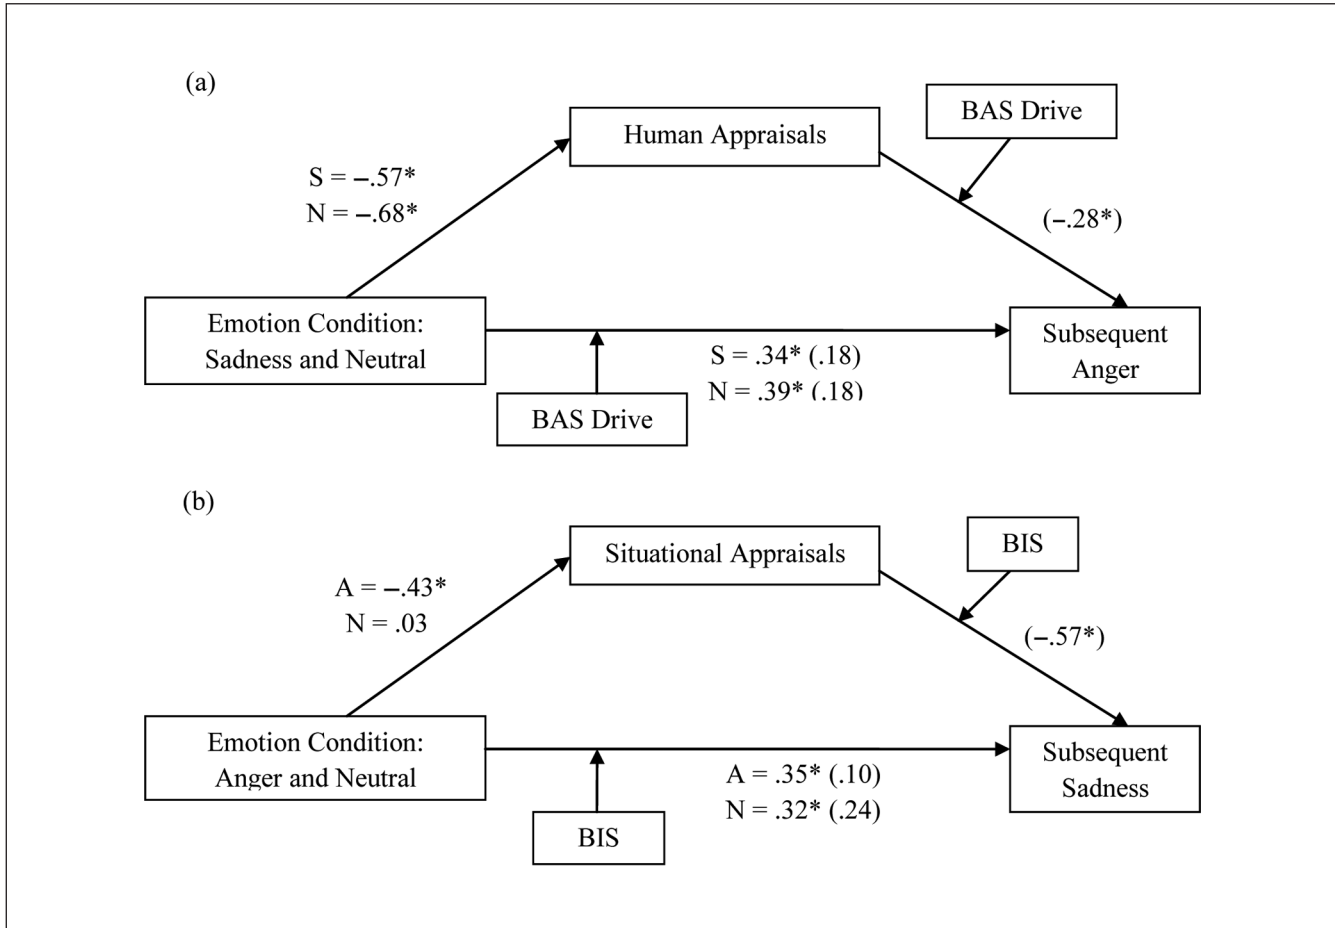 (a)
BAS Drive
Human Appraisals
S = –.57*
N = –.68*
(–.28*)
Emotion Condition:
Sadness and Neutral
Subsequent
Anger
S = .34* (.18)
N = .39* (.18)
BAS Drive
(b)
BIS
Situational Appraisals
A = –.43*
N = .03
(–.57*)
Emotion Condition:
Anger and Neutral
Subsequent
Sadness
A = .35* (.10)
N = .32* (.24)
BIS